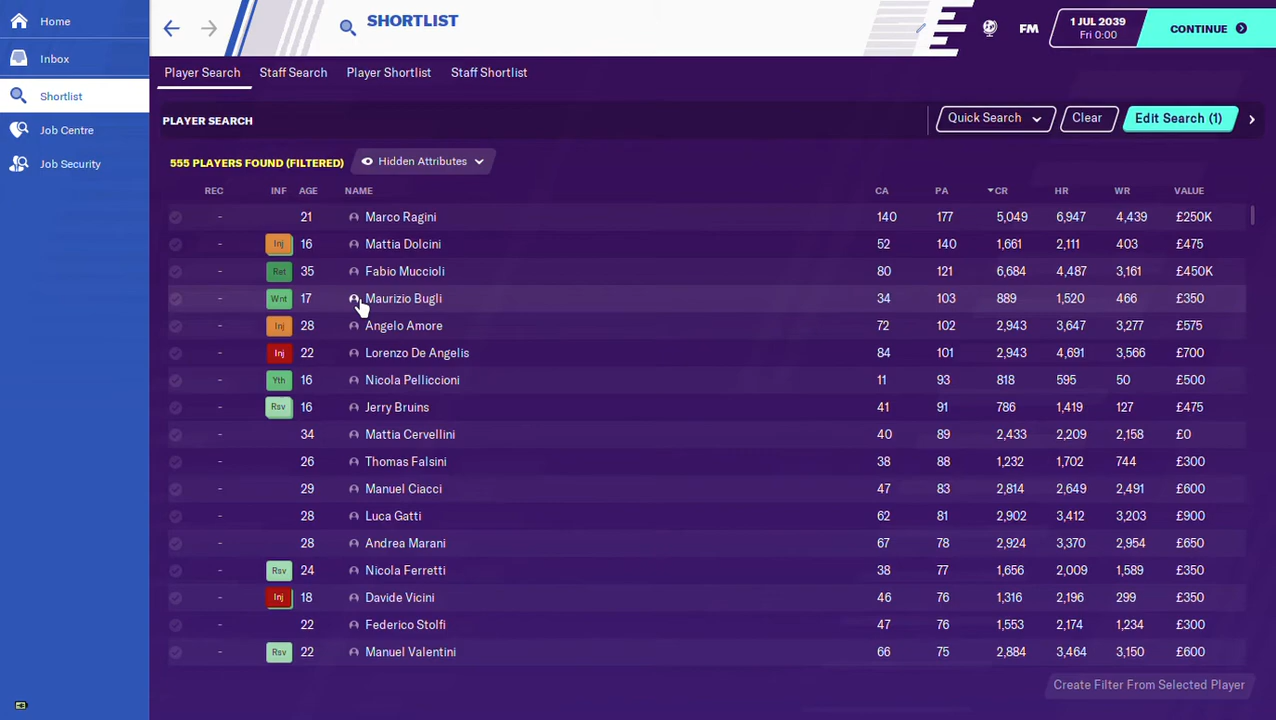 Home
Inbox
Shortlist
Job Centre
Job Security
SHORTLIST
FM
1 JUL 2039
Fri 0:00
CONTINUE
Player Search Staff Search Player Shortlist Staff Shortlist
PLAYER SEARCH
Quick Search Clear Edit Search (1)
555 PLAYERS FOUND (FILTERED) Hidden Attributes
REC INF AGE NAME CA PA CR HR WR VALUE
- 21 Marco Ragini 140 177 5,049 6,947 4,439 £250K
- Inj 16 Mattia Dolcini 52 140 1,661 2,111 403 £475
- Ret 35 Fabio Muccioli 80 121 6,684 4,487 3,161 £450K
- Wnt 17 Maurizio Bugli 34 103 889 1,520 466 £350
- Inj 28 Angelo Amore 72 102 2,943 3,647 3,277 £575
- Inj 22 Lorenzo De Angelis 84 101 2,943 4,691 3,566 £700
- Yth 16 Nicola Pelliccioni 11 93 818 595 50 £500
- Rsv 16 Jerry Bruins 41 91 786 1,419 127 £475
- 34 Mattia Cervellini 40 89 2,433 2,209 2,158 £0
- 26 Thomas Falsini 38 88 1,232 1,702 744 £300
- 29 Manuel Ciacci 47 83 2,814 2,649 2,491 £600
- 28 Luca Gatti 62 81 2,902 3,412 3,203 £900
- 28 Andrea Marani 67 78 2,924 3,370 2,954 £650
- Rsv 24 Nicola Ferretti 38 77 1,656 2,009 1,589 £350
- Inj 18 Davide Vicini 46 76 1,316 2,196 299 £350
- 22 Federico Stolfi 47 76 1,553 2,174 1,234 £300
- Rsv 22 Manuel Valentini 66 75 2,884 3,464 3,150 £600
Create Filter From Selected Player